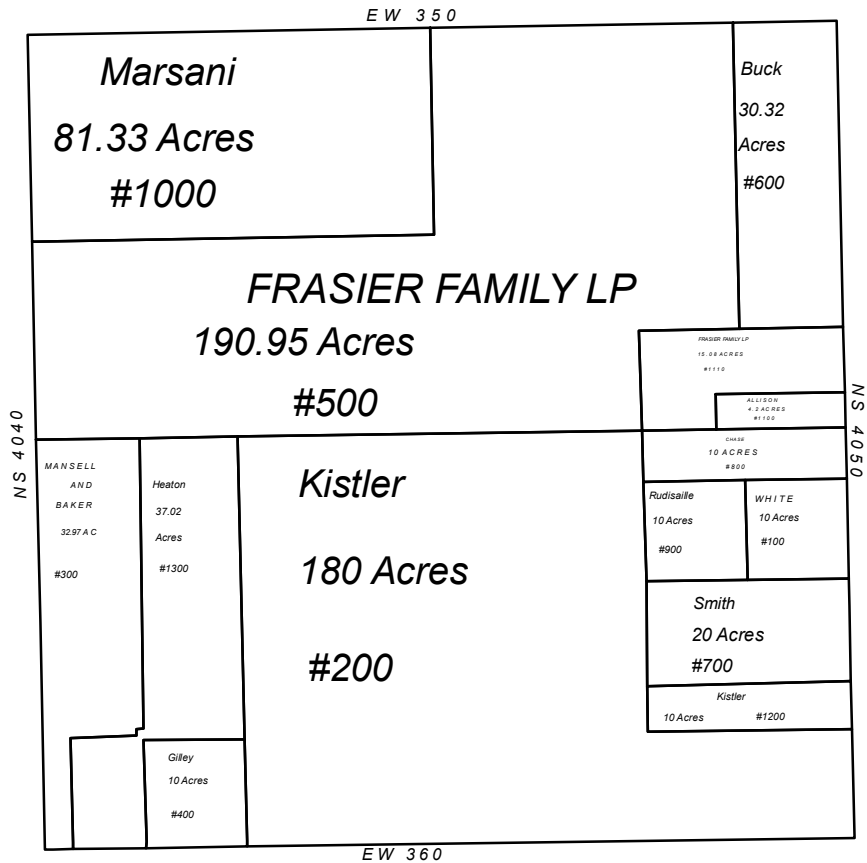 EW 350
Marsani
81.33 Acres
#1000
Buck
30.32
Acres
#600
FRASIER FAMILY LP
190.95 Acres
#500
FRASIER FAMILY LP
15.08 ACRES
#1110
ALLISON
4.2 ACRES
#1100
NS 4040
NS 4050
CHASE
10 ACRES
#800
MANSELL
AND
BAKER
32.97 AC
#300
Heaton
37.02
Acres
#1300
Kistler
180 Acres
#200
Rudisaille
10 Acres
#900
WHITE
10 Acres
#100
Smith
20 Acres
#700
Kistler
10 Acres #1200
Gilley
10 Acres
#400
EW 360